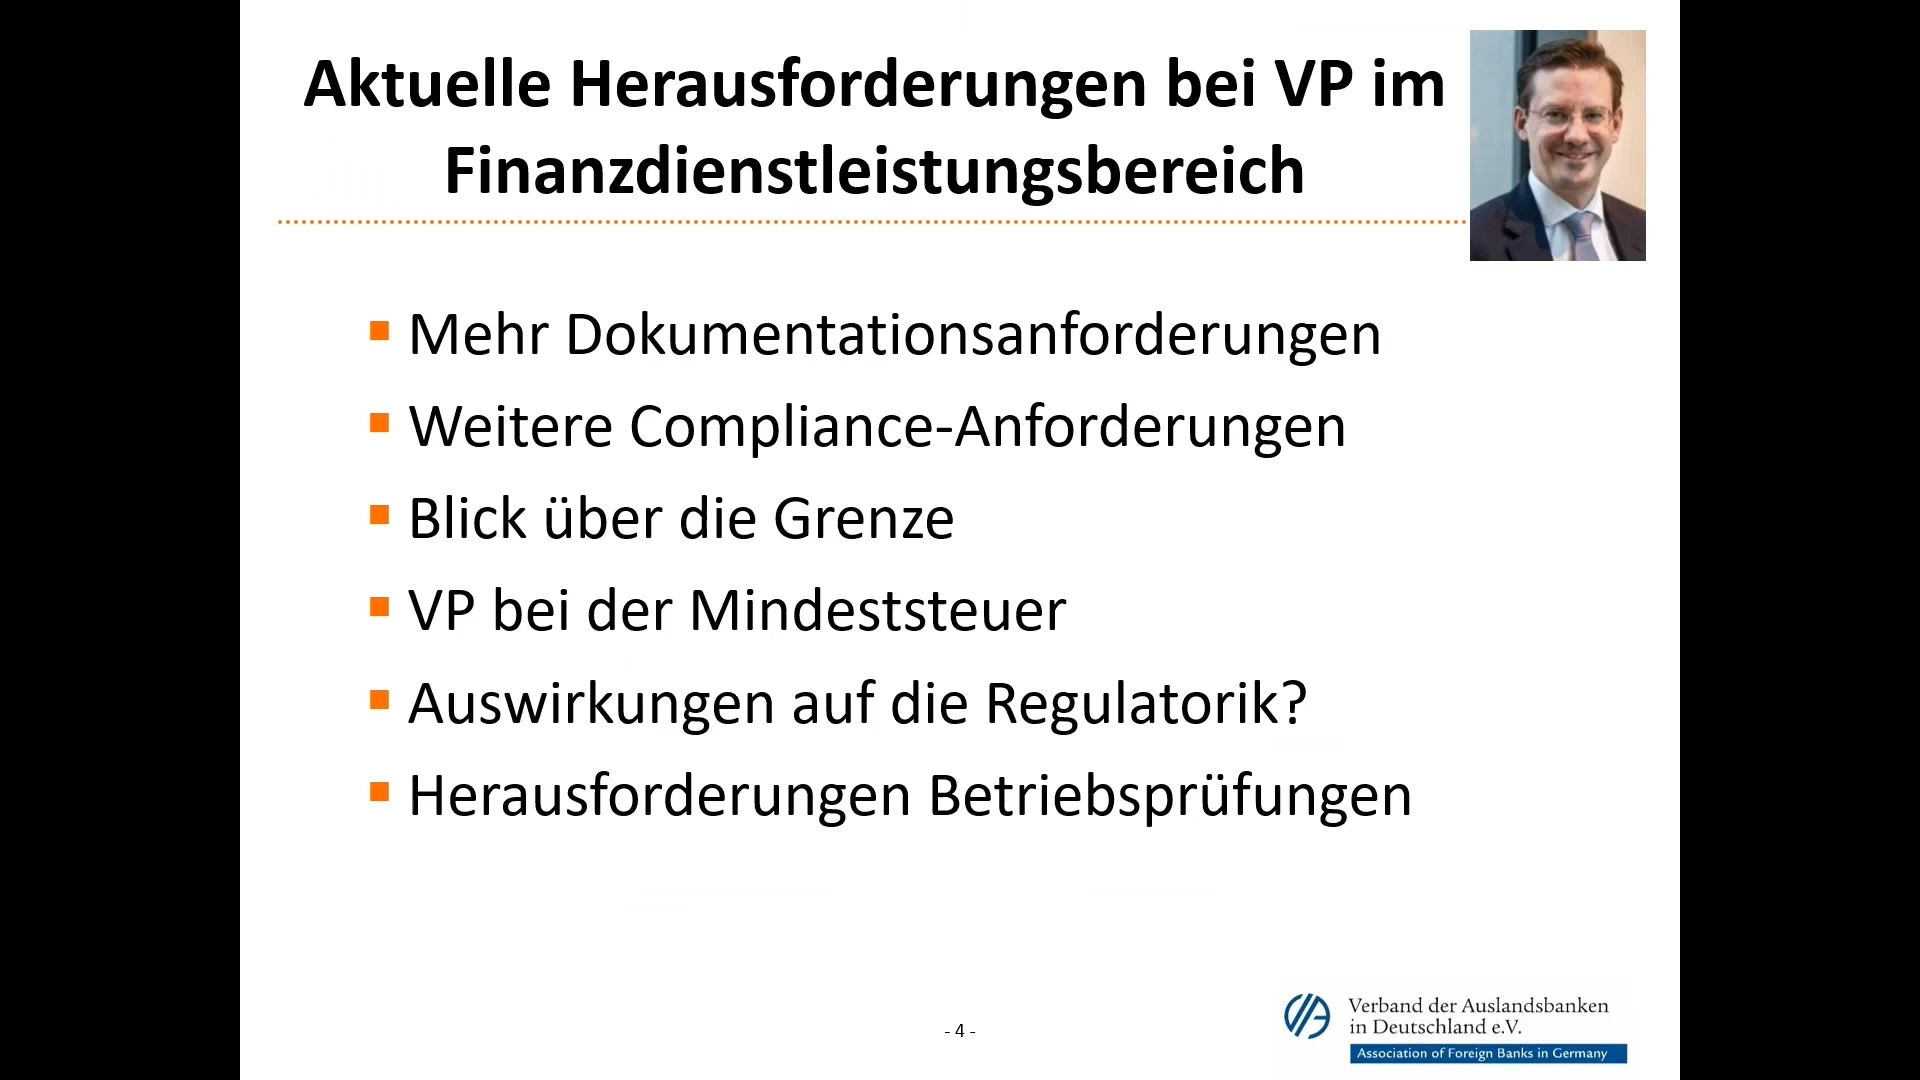 Aktuelle Herausforderungen bei VP im
Finanzdienstleistungsbereich
Mehr Dokumentationsanforderungen
Weitere Compliance-Anforderungen
Blick über die Grenze
VP bei der Mindeststeuer
Auswirkungen auf die Regulatorik?
Herausforderungen Betriebsprüfungen
- 4 -
Verband der Auslandsbanken
in Deutschland e.V.
Association of Foreign Banks in Germany